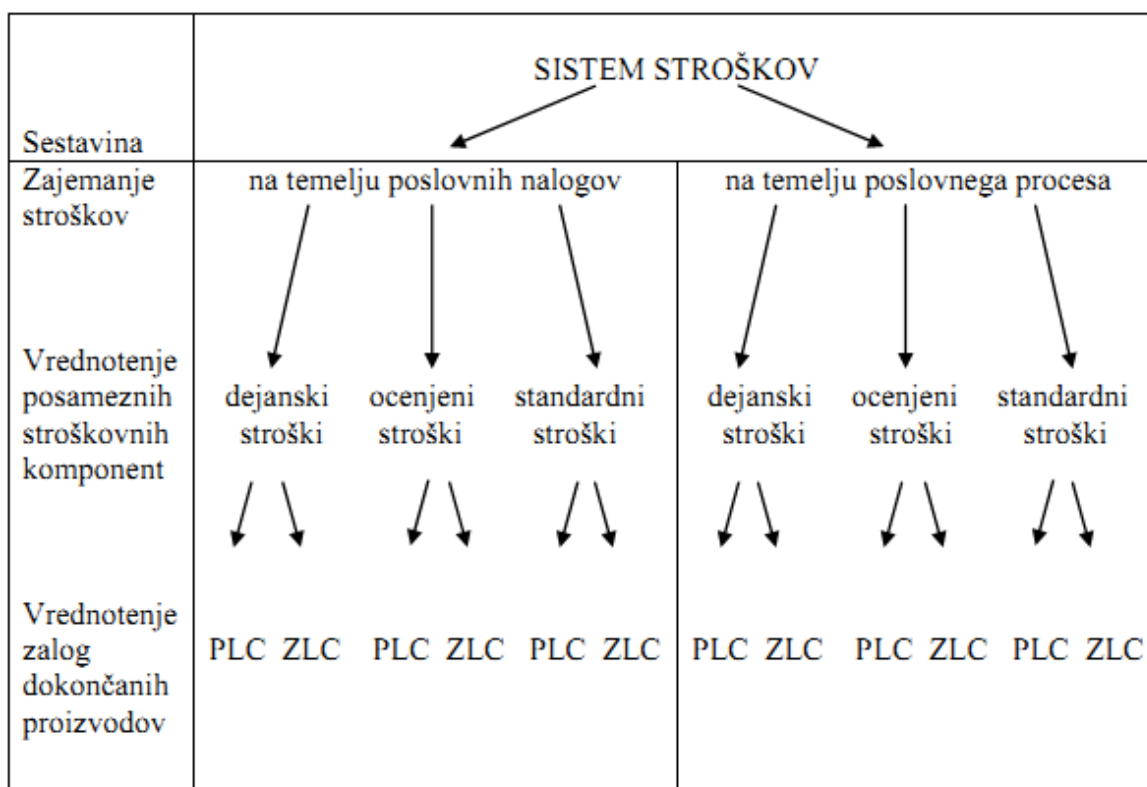 SISTEM STROŠKOV
Sestavina
Zajemanje
stroškov
na temelju poslovnih nalogov
na temelju poslovnega procesa
Vrednotenje
posameznih
stroškovnih
komponent
dejanski
stroški
ocenjeni
stroški
standardni
stroški
dejanski
stroški
ocenjeni
stroški
standardni
stroški
Vrednotenje
zalog
dokončanih
proizvodov
PLC ZLC PLC ZLC PLC ZLC PLC ZLC PLC ZLC PLC ZLC